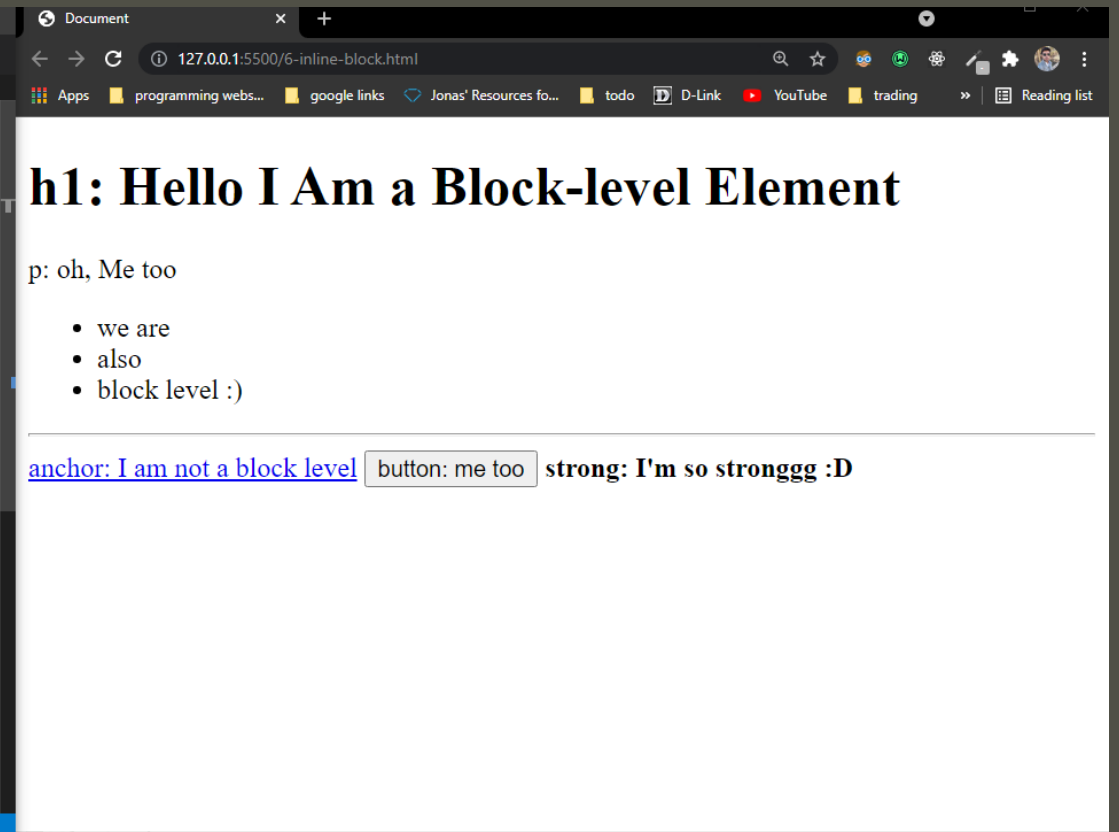 Document
127.0.0.1:5500/6-inline-block.html
Apps programming webs... google links Jonas' Resources fo... todo D D-Link YouTube trading » Reading list
h1: Hello I Am a Block-level Element
p: oh, Me too
• we are
• also
• block level :)
anchor: I am not a block level button: me too strong: I'm so stronggg :D
T